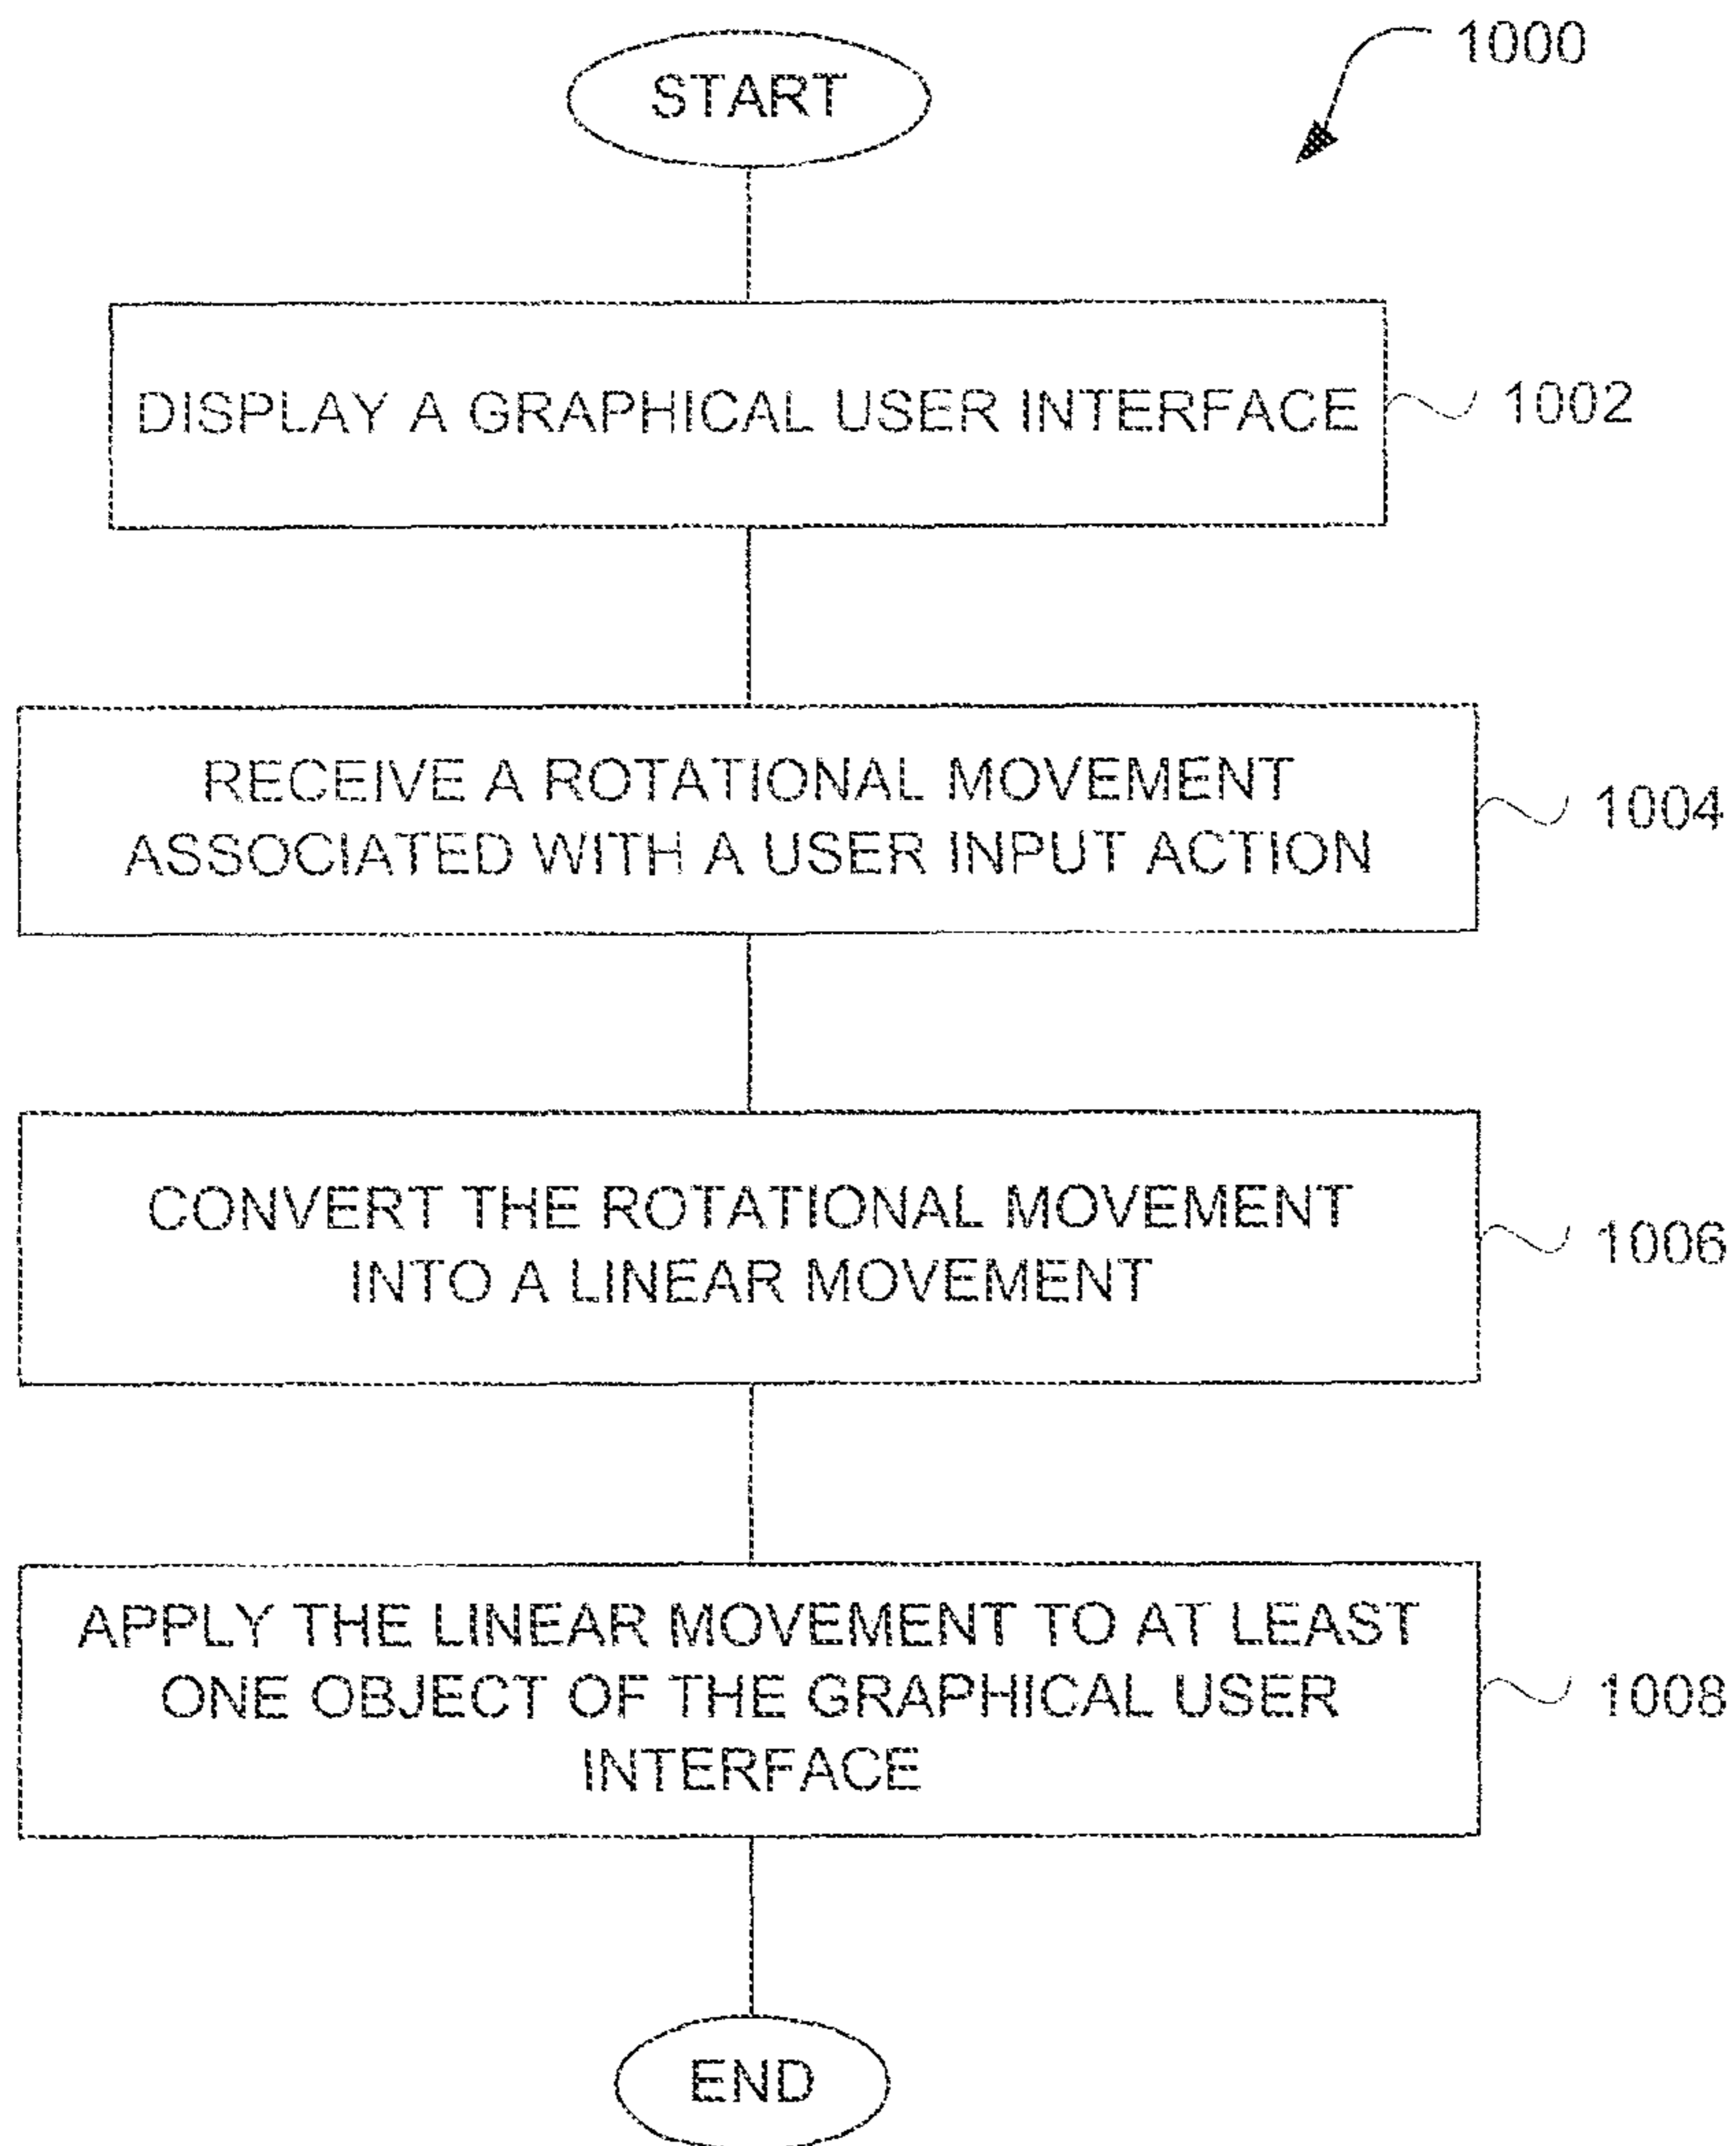 1000
START
DISPLAY A GRAPHICAL USER INTERFACE
1002
RECEIVE A ROTATIONAL MOVEMENT
ASSOCIATED WITH A USER INPUT ACTION
1004
CONVERT THE ROTATIONAL MOVEMENT
INTO A LINEAR MOVEMENT
1006
APPLY THE LINEAR MOVEMENT TO AT LEAST
ONE OBJECT OF THE GRAPHICAL USER
INTERFACE
1008
END